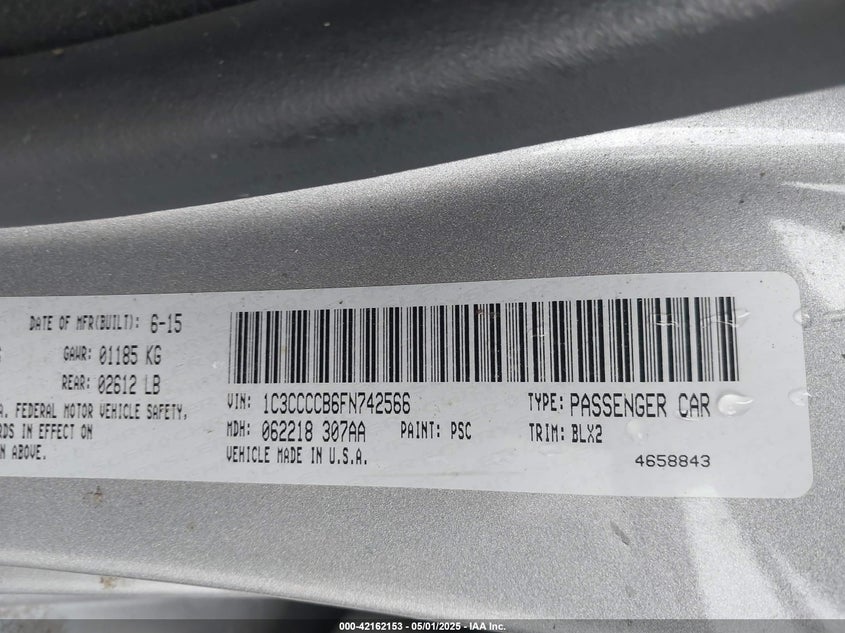 DATE OF MFR(BUILT): 6-15
GAWR: 01185 KG
REAR: 02612 LB
FEDERAL MOTOR VEHICLE SAFETY,
IN EFFECT ON
ABOVE.
VIN: 1C3CCCCB6FN742566 TYPE: PASSENGER CAR
MDH: 062218 307AA PAINT: PSC TRIM: BLX2
VEHICLE MADE IN U.S.A. 4658843
000-42162153 - 05/01/2025 - IAA Inc.